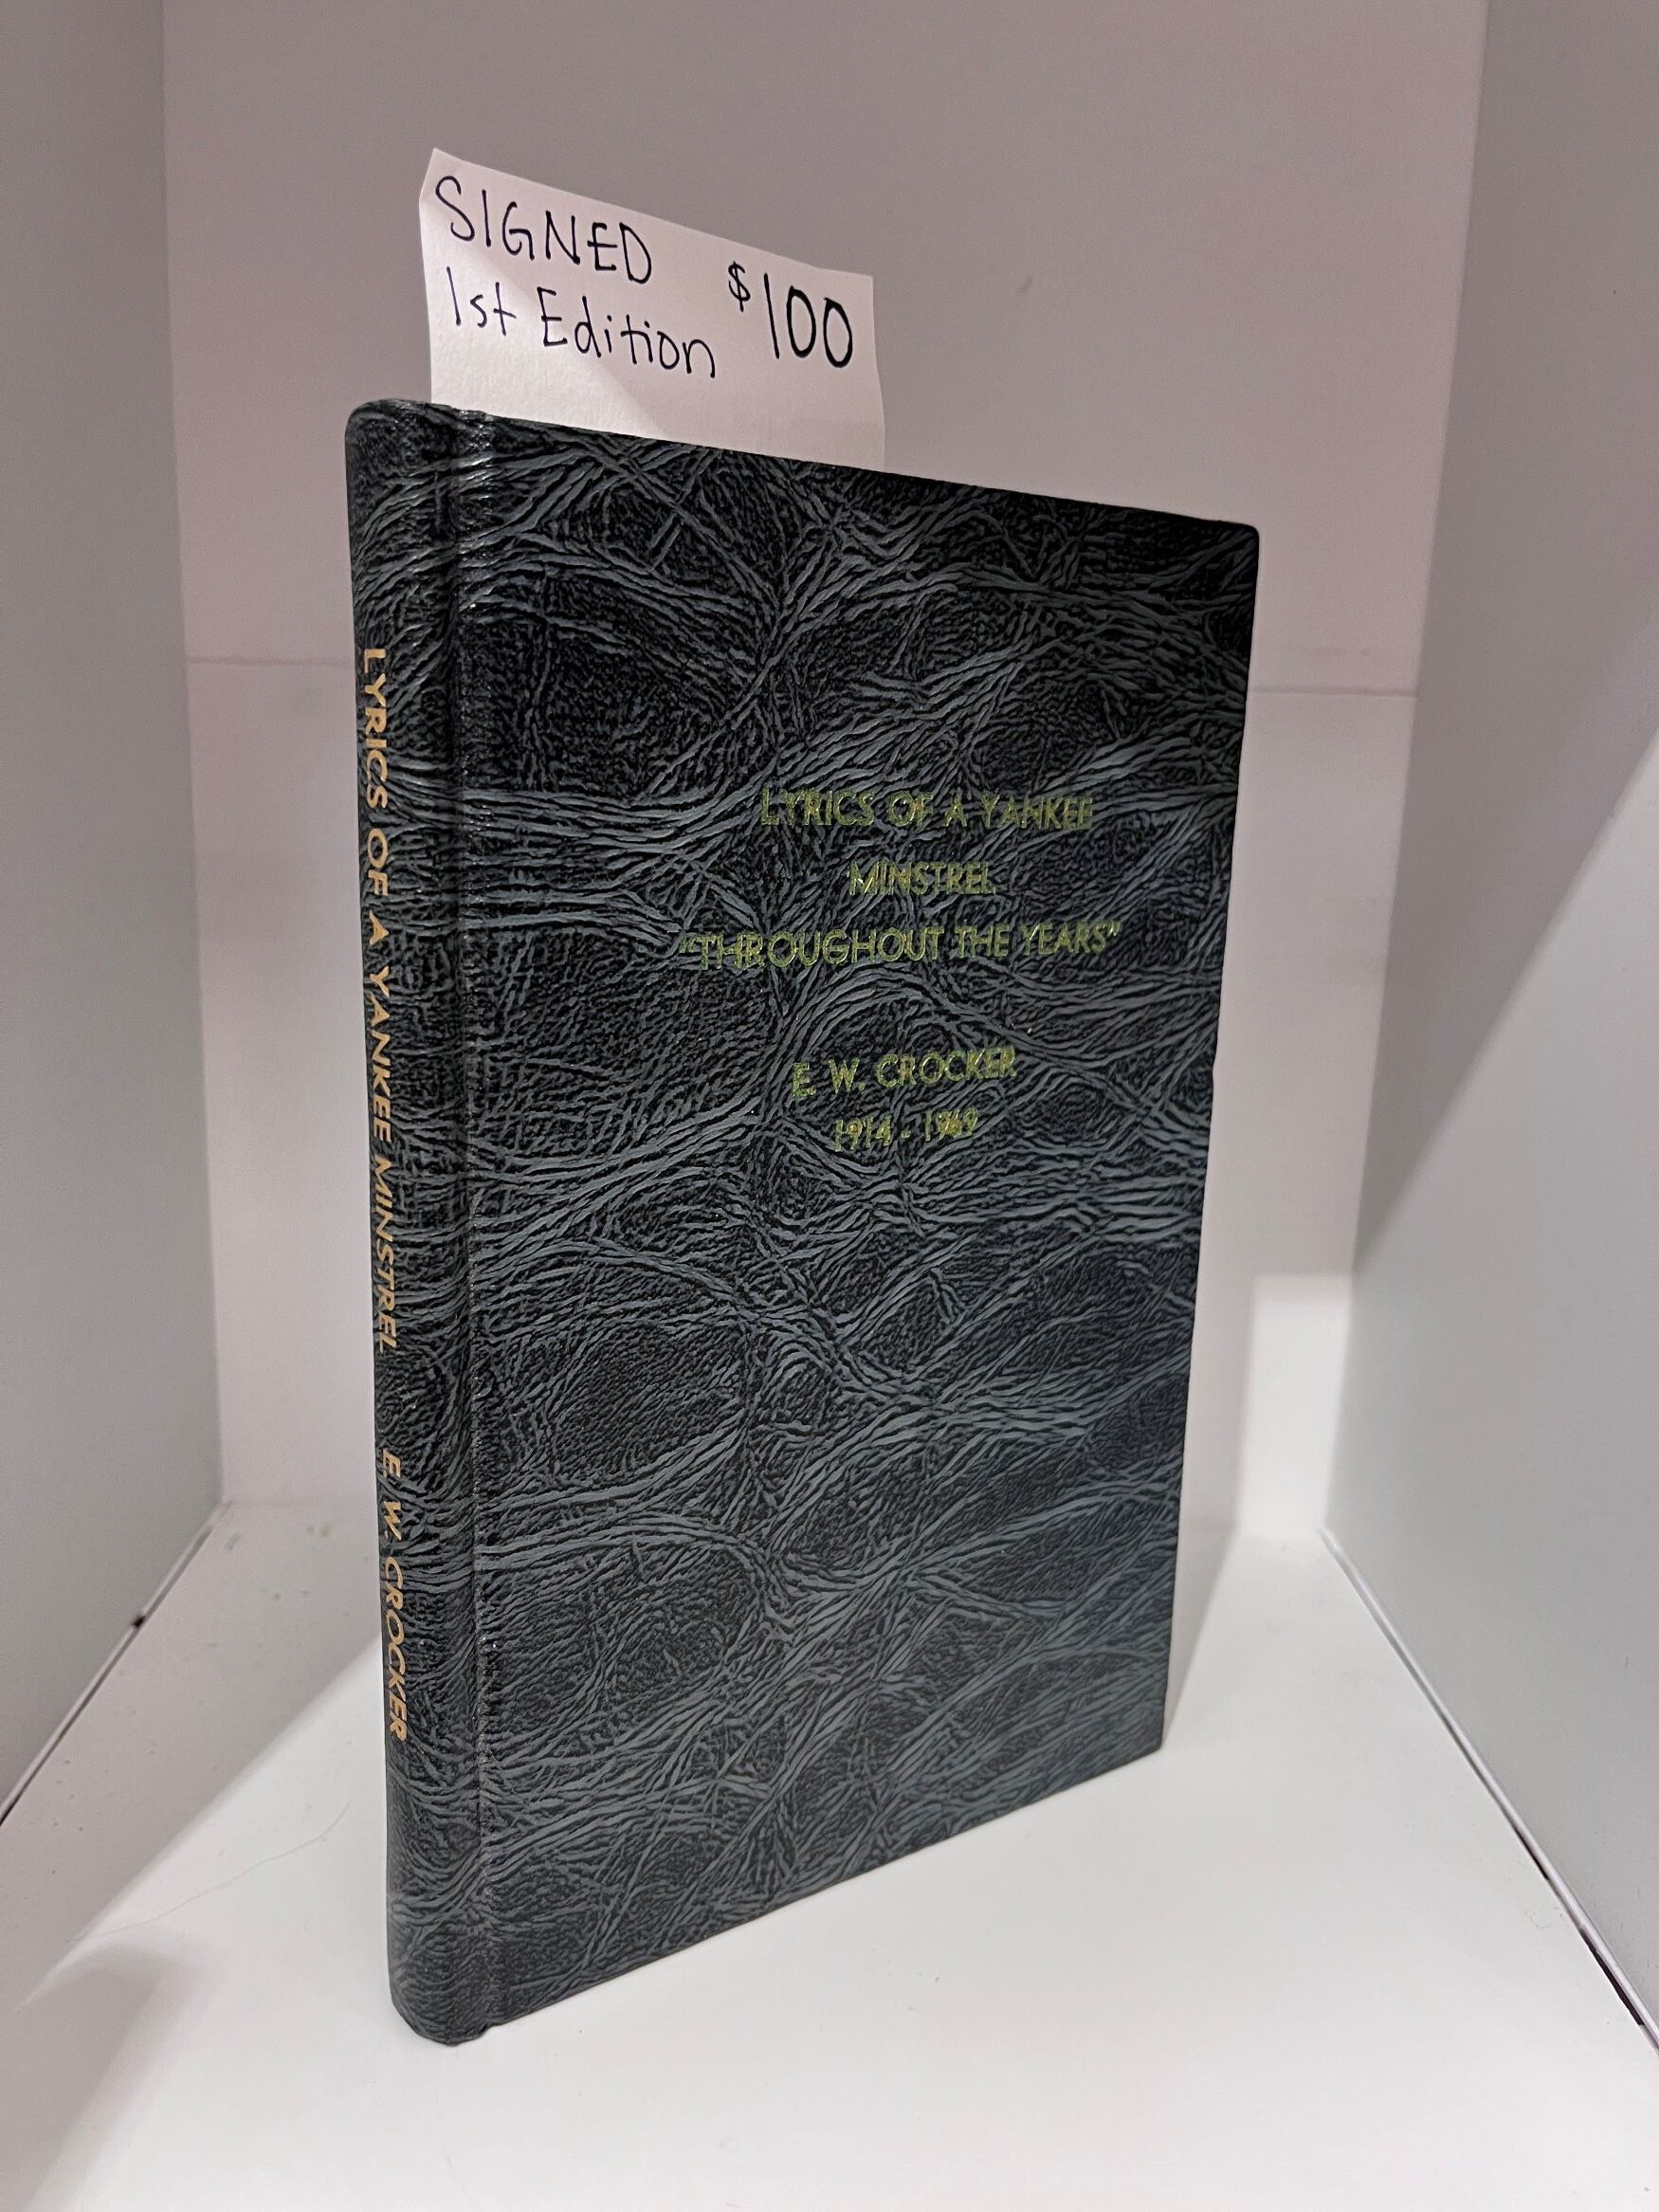 SIGNED
1st Edition $100
LYRICS OF A YANKEE
MINSTREL
"THROUGHOUT THE YEARS"
E. W. CROCKER
1914 - 1969
LYRICS OF A YANKEE MINSTREL E. W. CROCKER